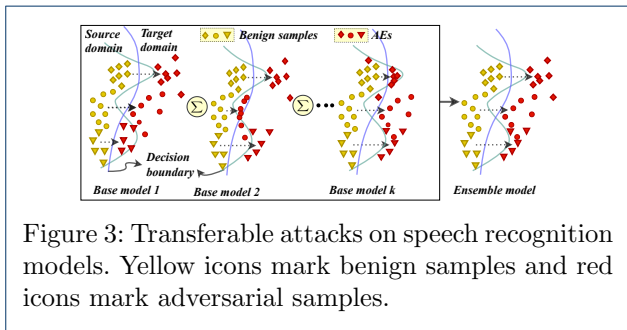 Source domain
Target domain
Benign samples
AEs
Σ
Σ
Decision boundary
Base model 1
Base model 2
Base model k
Ensemble model
Figure 3: Transferable attacks on speech recognition
models. Yellow icons mark benign samples and red
icons mark adversarial samples.